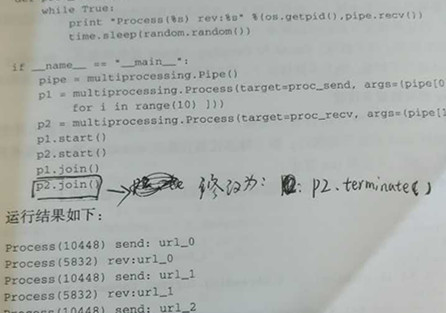 while True:
print "Process(%s) rev:%s" %(os.getpid(),pipe.recv())
time.sleep(random.random())
if __name__ == "__main__":
pipe = multiprocessing.Pipe()
p1 = multiprocessing.Process(target=proc_send, args=(pipe[0
for i in range(10) ]))
p2 = multiprocessing.Process(target=proc_recv, args=(pipe[1
p1.start()
p2.start()
p1.join()
p2.join() → 修改为: p2.terminate()
运行结果如下:
Process(10448) send: url_0
Process(5832) rev:url_0
Process(10448) send: url_1
Process(5832) rev:url_1
Process(10448) send: url_2